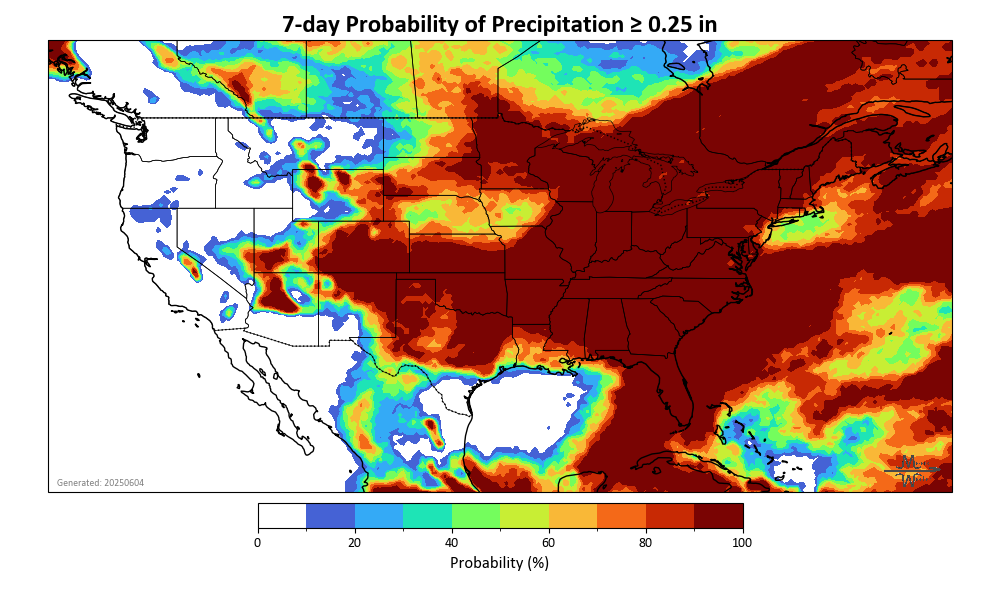 7-day Probability of Precipitation ≥ 0.25 in
Generated: 20250604
0 20 40 60 80 100
Probability (%)